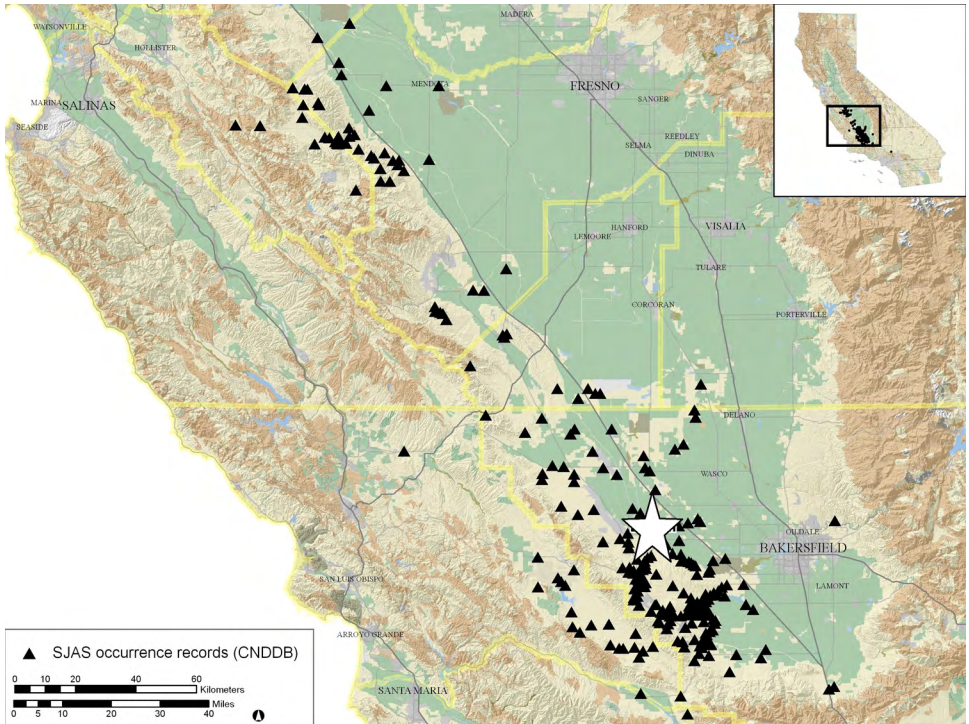 MADERA
WATSONVILLE
HOLLISTER
MENDOTA
FRESNO
SANGER
MARINA
SALINAS
SEASIDE
REEDLEY
SELMA
DINUBA
HANFORD
LEMOORE
VISALIA
TULARE
CORCORAN
PORTERVILLE
DELANO
WASCO
OILDALE
BAKERSFIELD
LAMONT
SAN LUIS OBISPO
ARROYO GRANDE
SANTA MARIA
SJAS occurrence records (CNDDB)
0 10 20 40 60
Kilometers
Miles
0 5 10 20 30 40